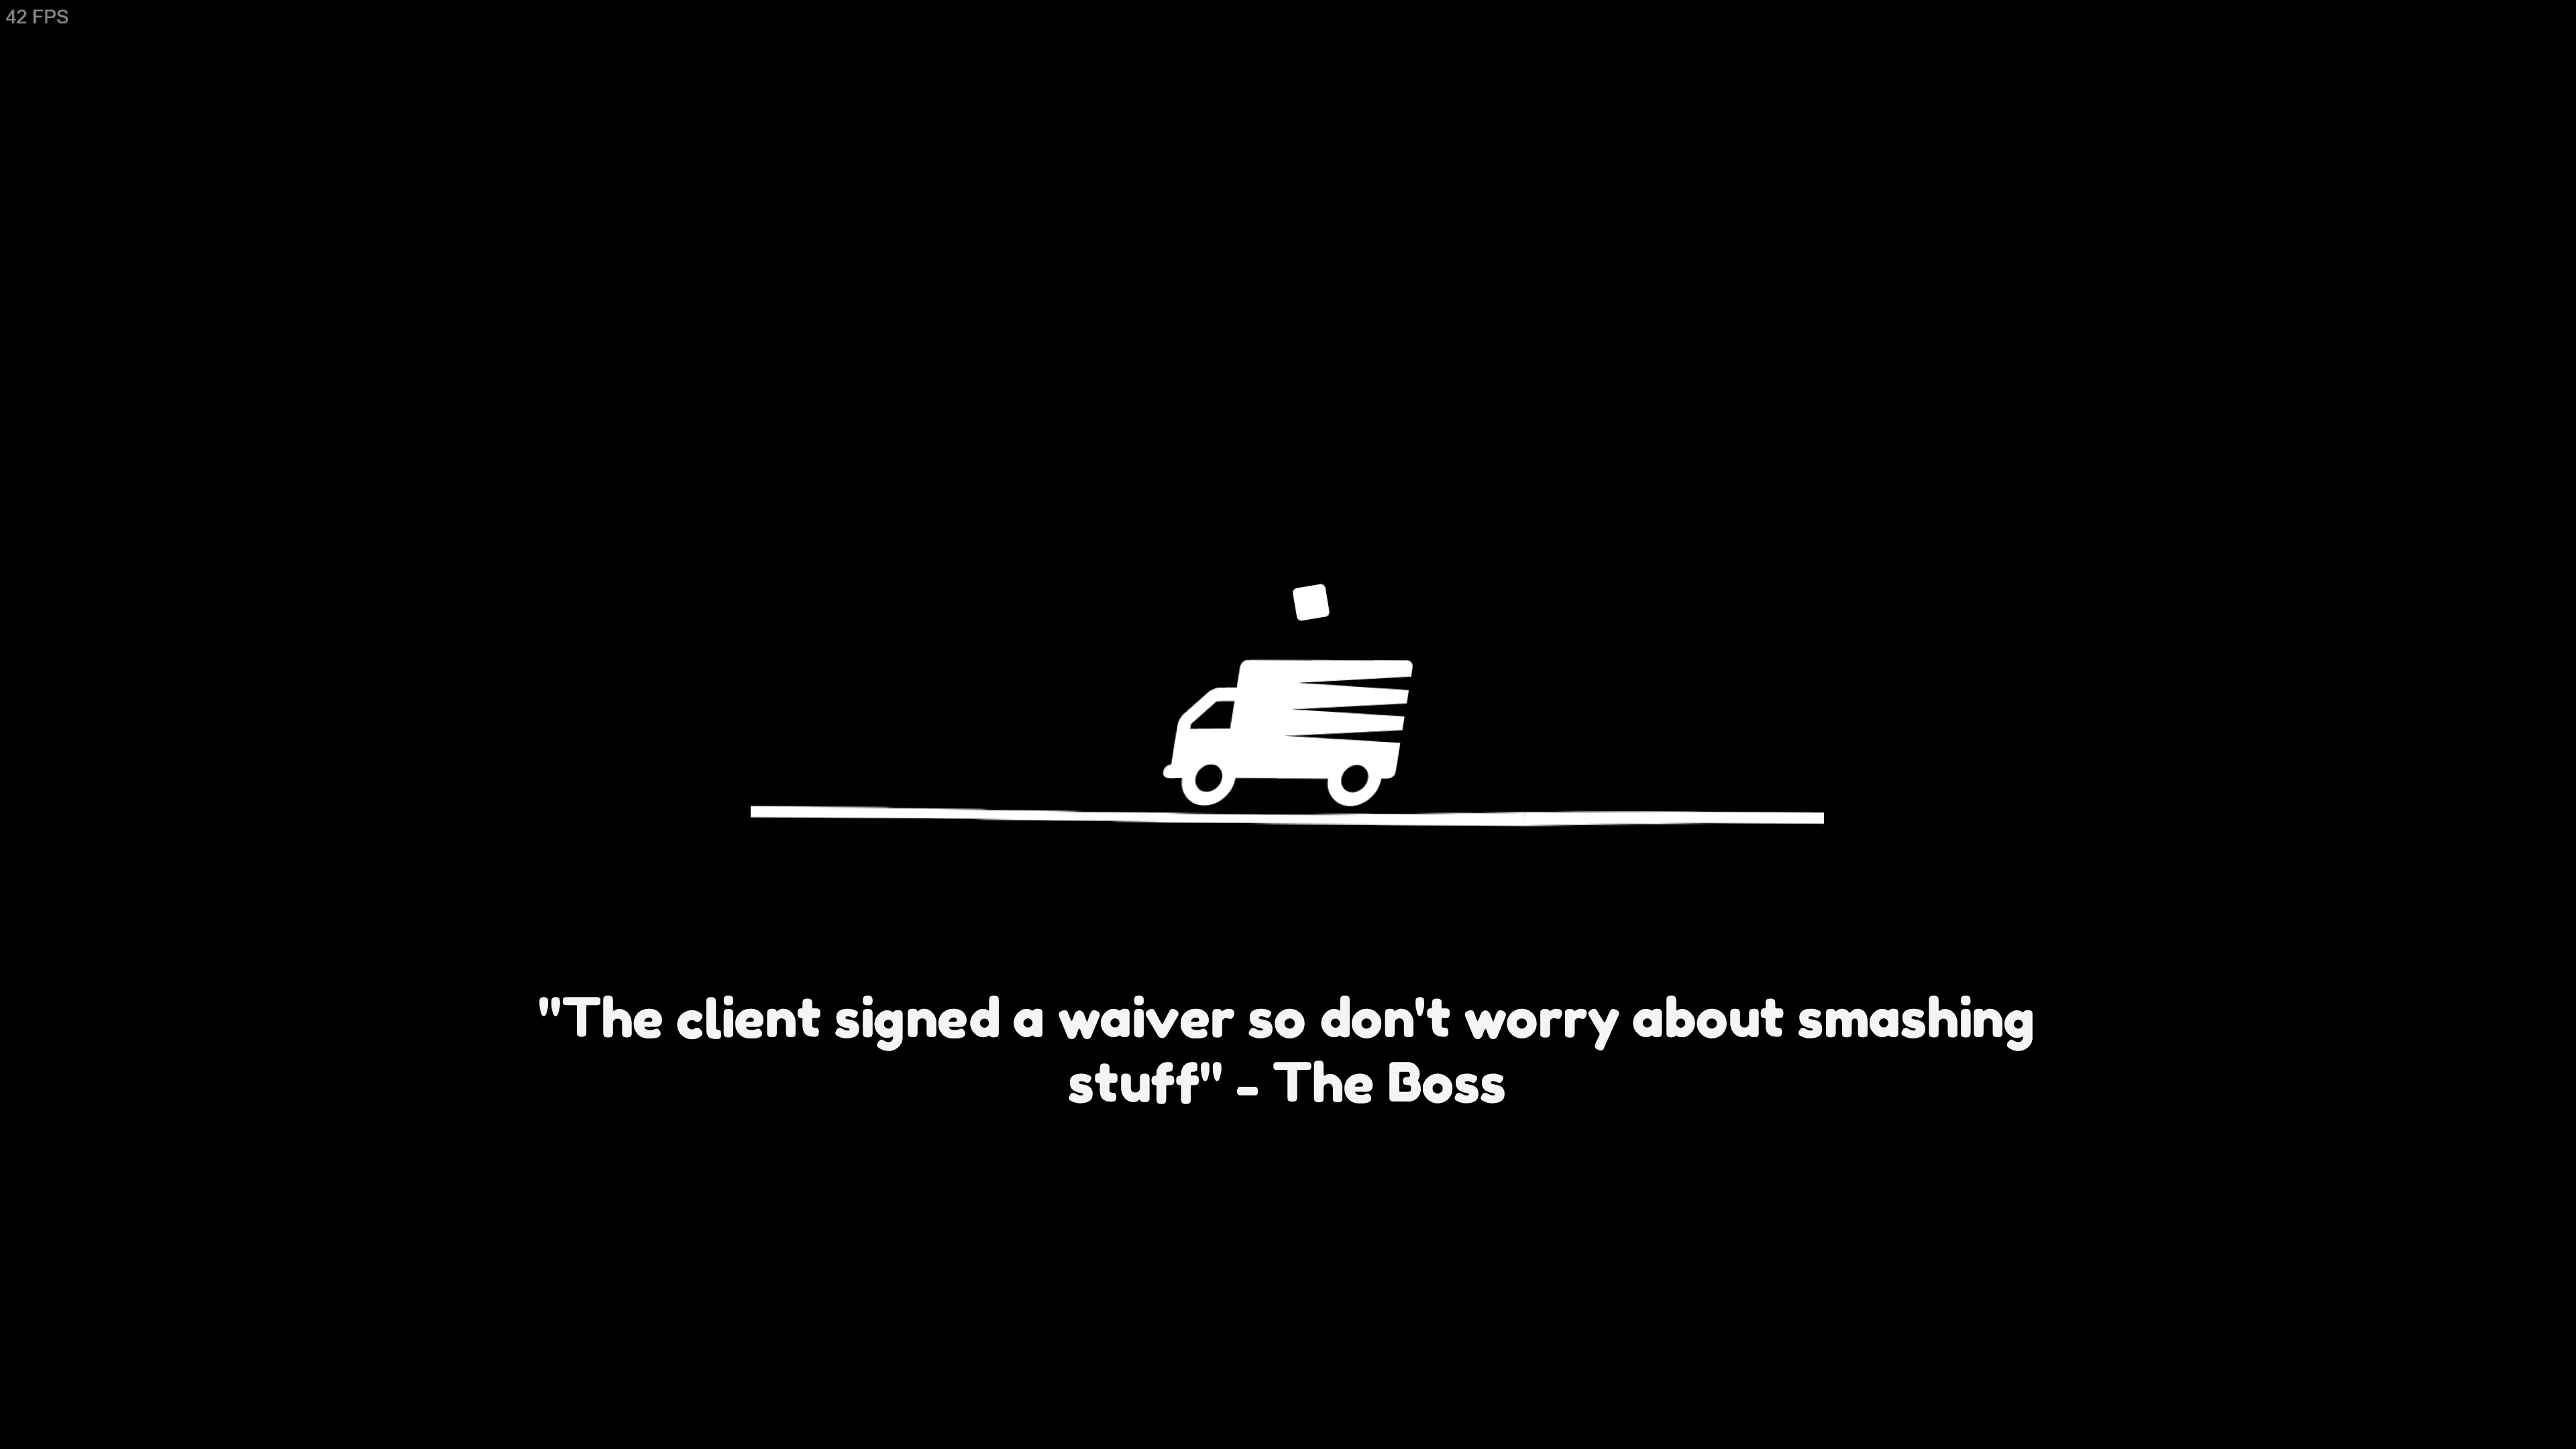 42 FPS
"The client signed a waiver so don't worry about smashing
stuff" - The Boss